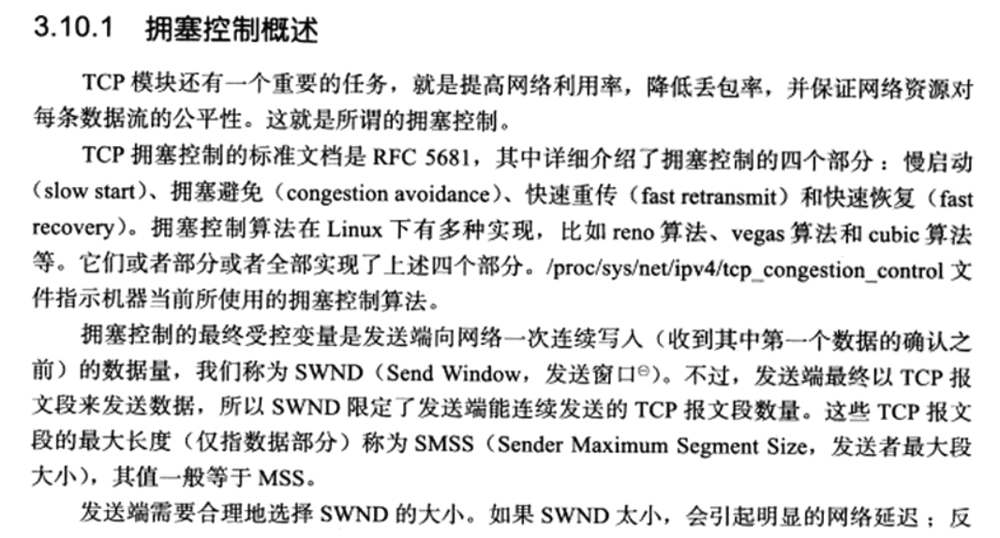 3.10.1 拥塞控制概述
TCP 模块还有一个重要的任务，就是提高网络利用率，降低丢包率，并保证网络资源对
每条数据流的公平性。这就是所谓的拥塞控制。
TCP 拥塞控制的标准文档是 RFC 5681，其中详细介绍了拥塞控制的四个部分：慢启动
（slow start）、拥塞避免（congestion avoidance）、快速重传（fast retransmit）和快速恢复（fast
recovery）。拥塞控制算法在 Linux 下有多种实现，比如 reno 算法、vegas 算法和 cubic 算法
等。它们或者部分或者全部实现了上述四个部分。/proc/sys/net/ipv4/tcp_congestion_control 文
件指示机器当前所使用的拥塞控制算法。
拥塞控制的最终受控变量是发送端向网络一次连续写入（收到其中第一个数据的确认之
前）的数据量，我们称为 SWND（Send Window，发送窗口㊀）。不过，发送端最终以 TCP 报
文段来发送数据，所以 SWND 限定了发送端能连续发送的 TCP 报文段数量。这些 TCP 报文
段的最大长度（仅指数据部分）称为 SMSS（Sender Maximum Segment Size，发送者最大段
大小），其值一般等于 MSS。
发送端需要合理地选择 SWND 的大小。如果 SWND 太小，会引起明显的网络延迟；反